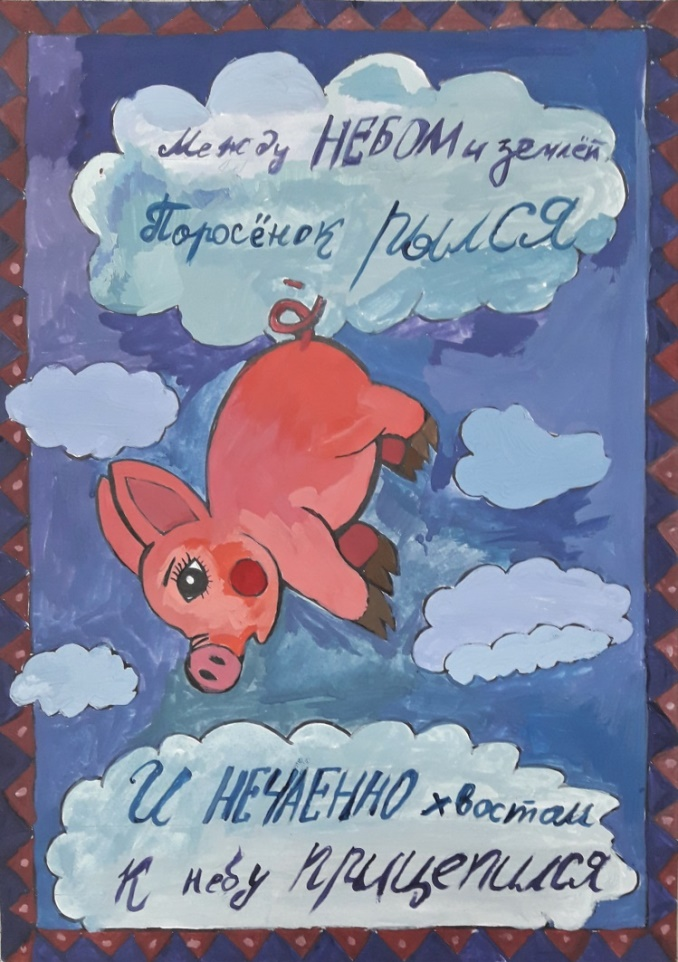 Между НЕБОМ и землёй
Поросёнок РЫЛСЯ
И НЕЧАЕННО хвостом
К небу ПРИЦЕПИЛСЯ